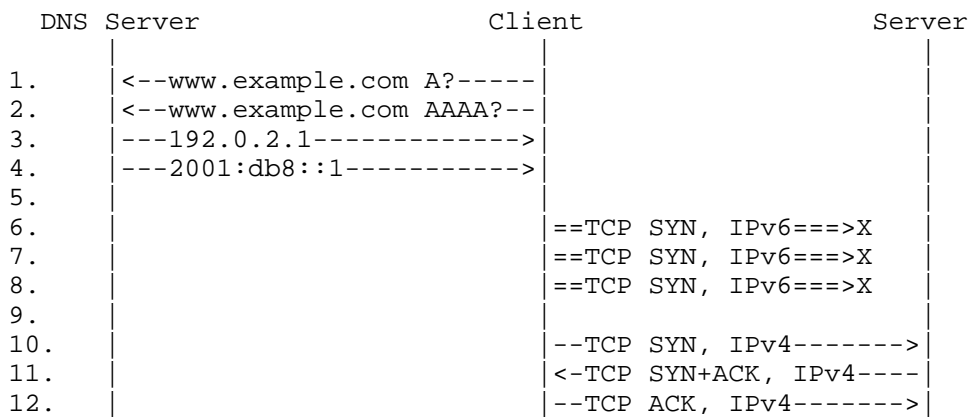 DNS Server                  Client                  Server
      |                          |                       |
1.    |<--www.example.com A?-----|                       |
2.    |<--www.example.com AAAA?--|                       |
3.    |---192.0.2.1------------->|                       |
4.    |---2001:db8::1----------->|                       |
5.    |                          |                       |
6.    |                          |==TCP SYN, IPv6===>X   |
7.    |                          |==TCP SYN, IPv6===>X   |
8.    |                          |==TCP SYN, IPv6===>X   |
9.    |                          |                       |
10.   |                          |--TCP SYN, IPv4------->|
11.   |                          |<-TCP SYN+ACK, IPv4----|
12.   |                          |--TCP ACK, IPv4------->|